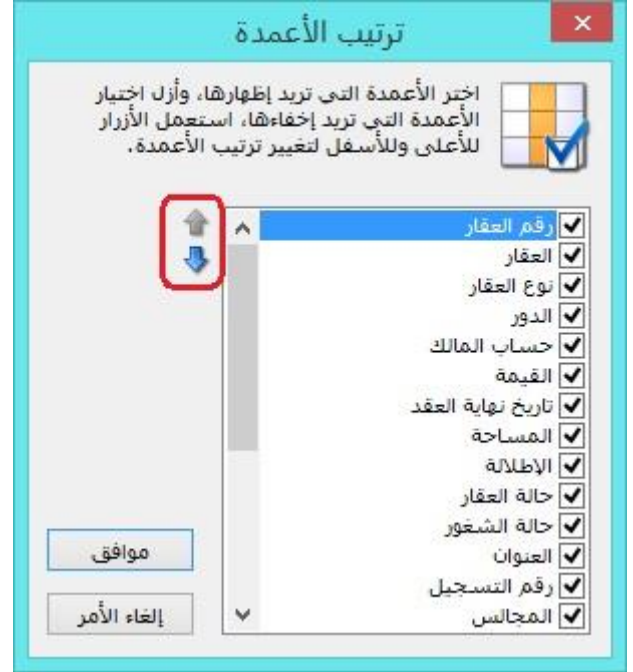 ترتيب الأعمدة
اختر الأعمدة التي تريد إظهارها، وأزل اختيار
الأعمدة التي تريد إخفاءها، استعمل الأزرار
للأعلى وللأسفل لتغيير ترتيب الأعمدة.
رقم العقار
العقار
نوع العقار
الدور
حساب المالك
القيمة
تاريخ نهاية العقد
المساحة
الإطلالة
حالة العقار
حالة الشغور
العنوان
رقم التسجيل
المجالس
موافق
إلغاء الأمر